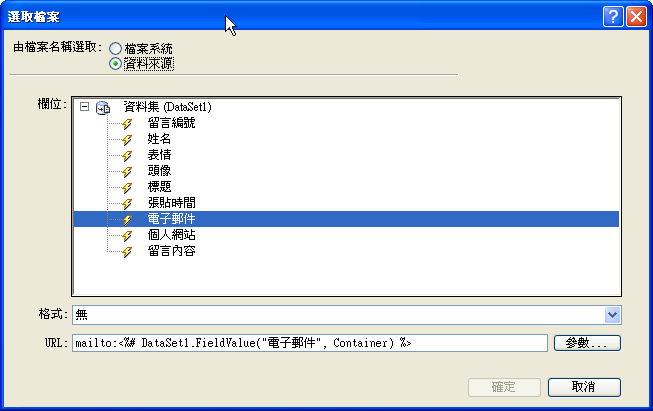 選取檔案
由檔案名稱選取: 檔案系統
資料來源
欄位: 資料集 (DataSet1)
留言編號
姓名
表情
頭像
標題
張貼時間
電子郵件
個人網站
留言內容
格式: 無
URL: mailto:<%# DataSet1.FieldValue("電子郵件", Container) %> 參數...
確定 取消